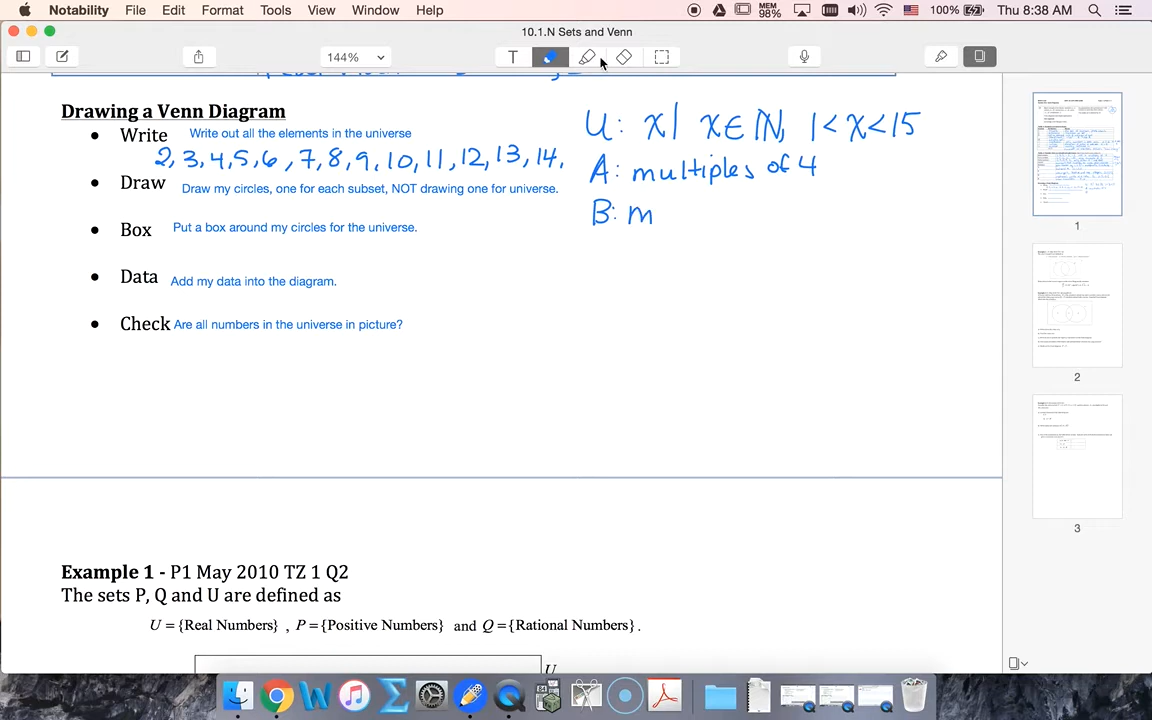 Notability File Edit Format Tools View Window Help MEM 98% 100% Thu 8:38 AM
10.1.N Sets and Venn
144% T
Drawing a Venn Diagram
• Write Write out all the elements in the universe
2, 3, 4, 5, 6, 7, 8, 9, 10, 11, 12, 13, 14,
• Draw Draw my circles, one for each subset, NOT drawing one for universe.
• Box Put a box around my circles for the universe.
• Data Add my data into the diagram.
• Check Are all numbers in the universe in picture?
U: x| x∈ℕ, 1<x<15
A: multiples of 4
B: m
Example 1 - P1 May 2010 TZ 1 Q2
The sets P, Q and U are defined as
U = {Real Numbers} , P = {Positive Numbers} and Q = {Rational Numbers} .
U
1
2
3